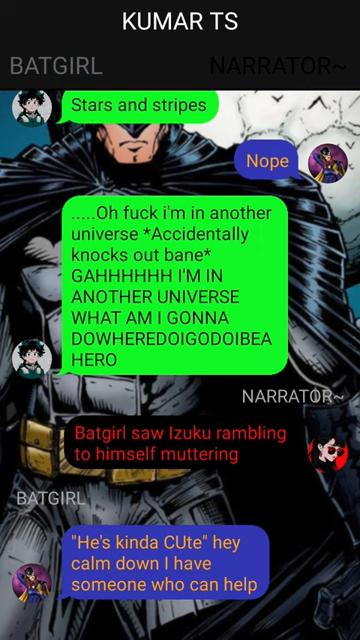 KUMAR TS
BATGIRL
NARRATOR~
Stars and stripes
Nope
.....Oh fuck i'm in another
universe *Accidentally
knocks out bane*
GAHHHHHH I'M IN
ANOTHER UNIVERSE
WHAT AM I GONNA
DOWHEREDOIGODOIBEA
HERO
NARRATOR~
Batgirl saw Izuku rambling
to himself muttering
BATGIRL
"He's kinda CUte" hey
calm down I have
someone who can help